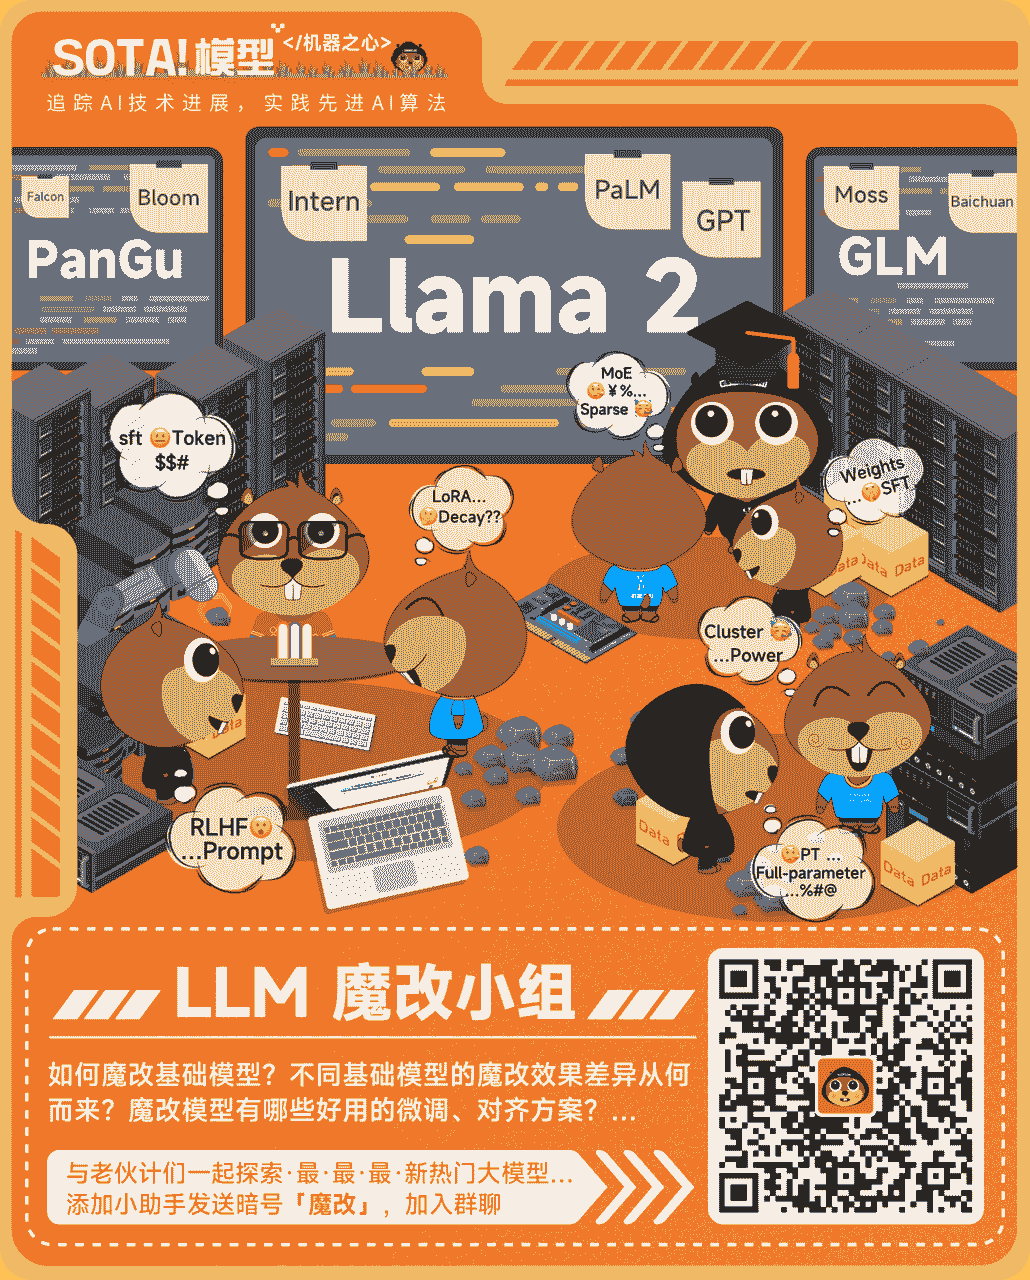 SOTA!模型 </机器之心>
追踪AI技术进展，实践先进AI算法
Falcon
Bloom
PanGu
Intern
PaLM
GPT
Llama 2
Moss
Baichuan
GLM
MoE
¥%...
Sparse
sft Token
$$#
LoRA...
Decay??
Weights
...SFT
Data Data
Cluster
...Power
Data
RLHF
...Prompt
Data
PT ...
Full-parameter
...%#@
Data Data
LLM 魔改小组
如何魔改基础模型？不同基础模型的魔改效果差异从何
而来？魔改模型有哪些好用的微调、对齐方案？...
与老伙计们一起探索·最·最·最·新热门大模型...
添加小助手发送暗号「魔改」，加入群聊